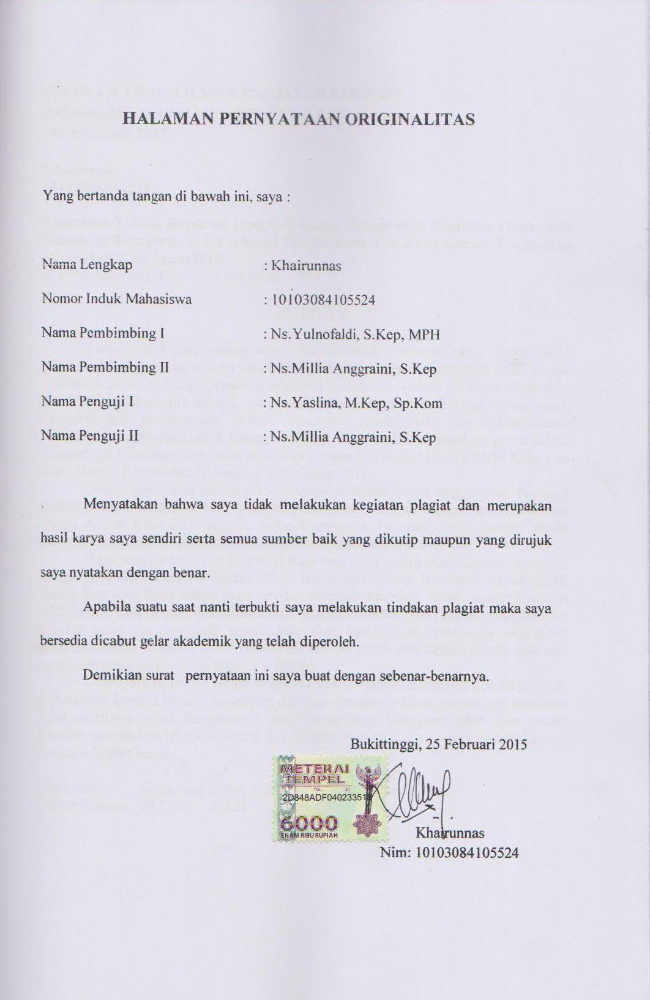 HALAMAN PERNYATAAN ORIGINALITAS
Yang bertanda tangan di bawah ini, saya :
Nama Lengkap : Khairunnas
Nomor Induk Mahasiswa : 10103084105524
Nama Pembimbing I : Ns.Yulnofaldi, S.Kep, MPH
Nama Pembimbing II : Ns.Millia Anggraini, S.Kep
Nama Penguji I : Ns.Yaslina, M.Kep, Sp.Kom
Nama Penguji II : Ns.Millia Anggraini, S.Kep
Menyatakan bahwa saya tidak melakukan kegiatan plagiat dan merupakan
hasil karya saya sendiri serta semua sumber baik yang dikutip maupun yang dirujuk
saya nyatakan dengan benar.
Apabila suatu saat nanti terbukti saya melakukan tindakan plagiat maka saya
bersedia dicabut gelar akademik yang telah diperoleh.
Demikian surat pernyataan ini saya buat dengan sebenar-benarnya.
Bukittinggi, 25 Februari 2015
METERAI
TEMPEL
TGL 20
6000
ENAM RIBU RUPIAH
Khairunnas
Nim: 10103084105524